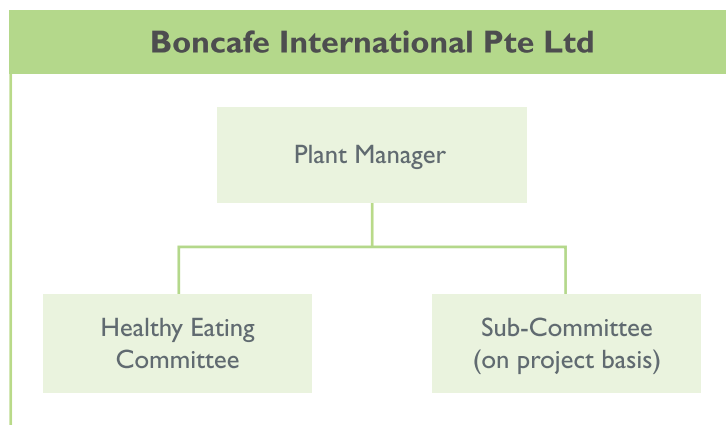 Boncafe International Pte Ltd
Plant Manager
Healthy Eating
Committee
Sub-Committee
(on project basis)